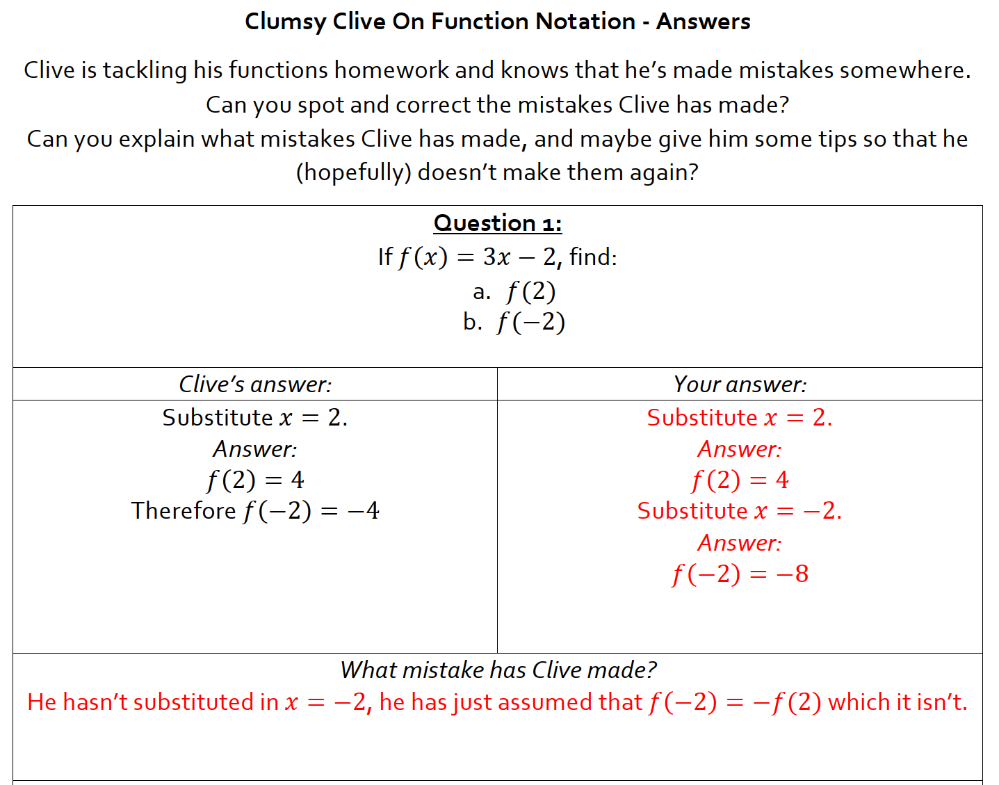 Clumsy Clive On Function Notation - Answers
Clive is tackling his functions homework and knows that he's made mistakes somewhere.
Can you spot and correct the mistakes Clive has made?
Can you explain what mistakes Clive has made, and maybe give him some tips so that he
(hopefully) doesn't make them again?
Question 1:
If f(x) = 3x − 2, find:
a. f(2)
b. f(−2)
Clive's answer:
Your answer:
Substitute x = 2.
Answer:
f(2) = 4
Therefore f(−2) = −4
Substitute x = 2.
Answer:
f(2) = 4
Substitute x = −2.
Answer:
f(−2) = −8
What mistake has Clive made?
He hasn't substituted in x = −2, he has just assumed that f(−2) = −f(2) which it isn't.